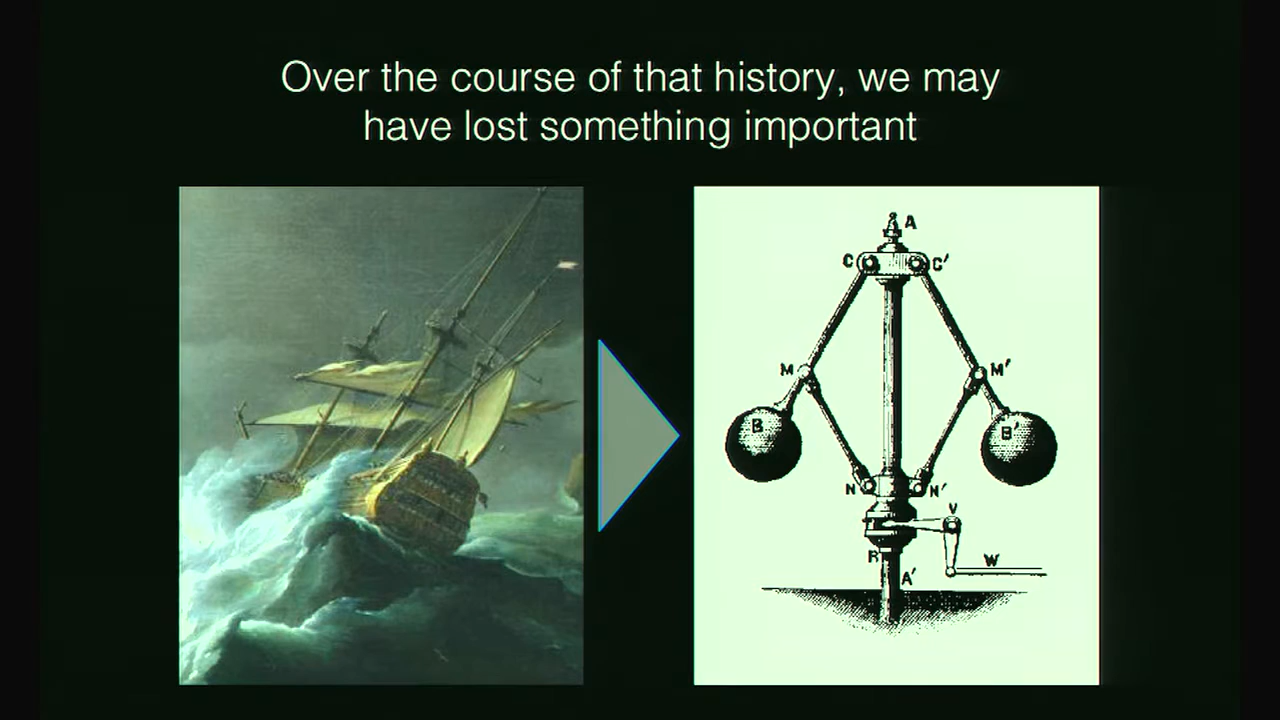 Over the course of that history, we may
have lost something important
A
C C'
M M'
B B'
N N'
V
R
W
A'